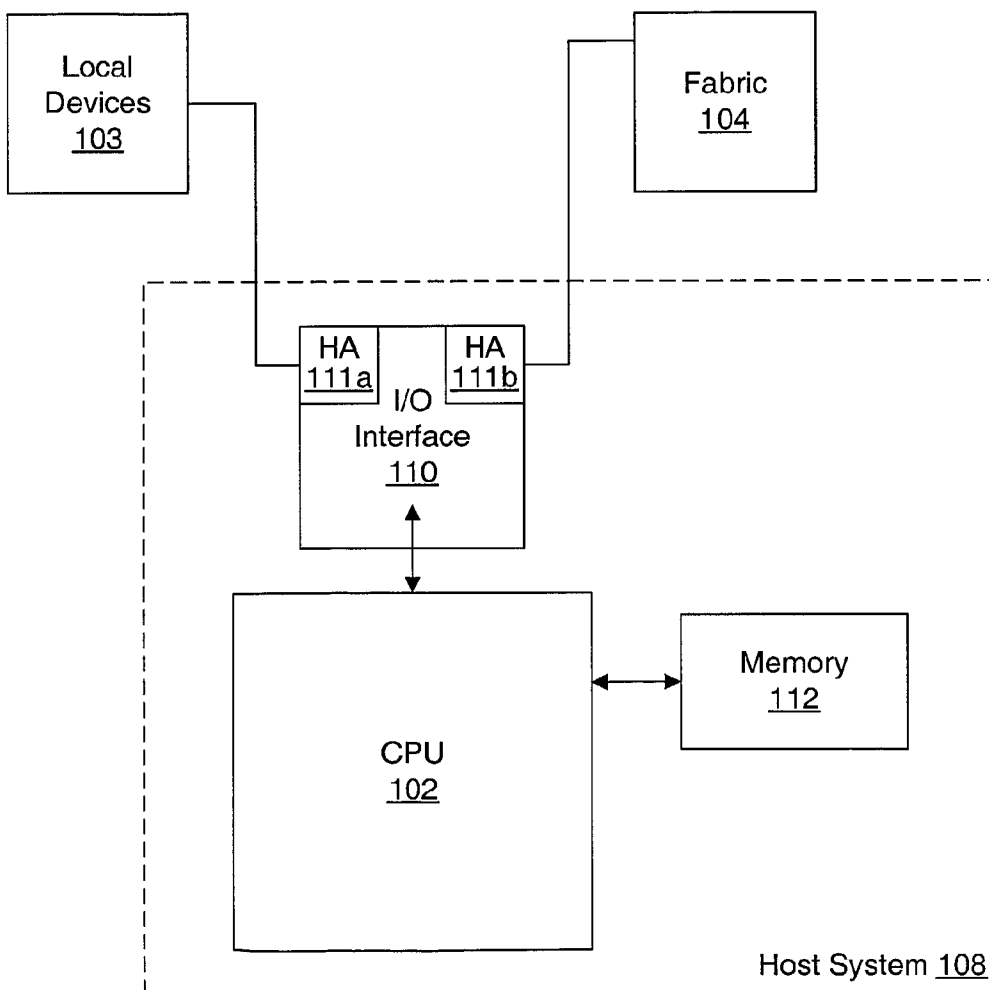 Local
Devices
103
Fabric
104
HA
111a
HA
111b
I/O
Interface
110
CPU
102
Memory
112
Host System 108